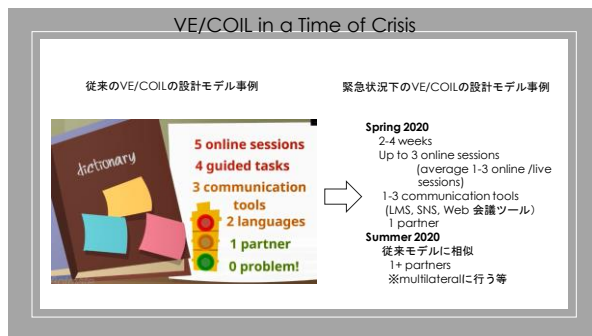 VE/COIL in a Time of Crisis
従来のVE/COILの設計モデル事例
dictionary
5 online sessions
4 guided tasks
3 communication
tools
2 languages
1 partner
0 problem!
緊急状況下のVE/COILの設計モデル事例
Spring 2020
2-4 weeks
Up to 3 online sessions
(average 1-3 online /live
sessions)
1-3 communication tools
(LMS, SNS, Web 会議ツール）
1 partner
Summer 2020
従来モデルに相似
1+ partners
※multilateralに行う等